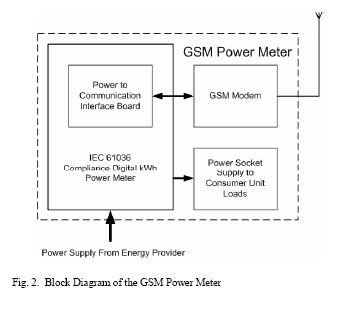 GSM Power Meter
Power to
Communication
Interface Board
GSM Modem
IEC 61036
Compliance Digital kWh
Power Meter
Power Socket
Supply to
Consumer Unit
Loads
Power Supply From Energy Provider
Fig. 2. Block Diagram of the GSM Power Meter